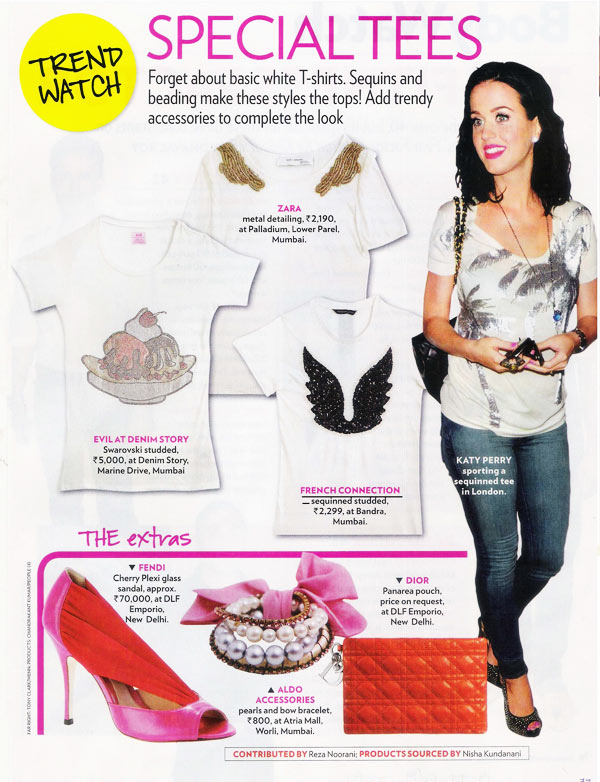 TREND
WATCH
SPECIAL TEES
Forget about basic white T-shirts. Sequins and
beading make these styles the tops! Add trendy
accessories to complete the look
ZARA
metal detailing, ₹2,190,
at Palladium, Lower Parel,
Mumbai.
EVIL AT DENIM STORY
Swarovski studded,
₹5,000, at Denim Story,
Marine Drive, Mumbai
FRENCH CONNECTION
sequinned studded,
₹2,299, at Bandra,
Mumbai.
KATY PERRY
sporting a
sequinned tee
in London.
THE extras
▼ FENDI
Cherry Plexi glass
sandal, approx.
₹70,000, at DLF
Emporio,
New Delhi.
▲ ALDO
ACCESSORIES
pearls and bow bracelet,
₹800, at Atria Mall,
Worli, Mumbai.
▼ DIOR
Panarea pouch,
price on request,
at DLF Emporio,
New Delhi.
CONTRIBUTED BY Reza Noorani; PRODUCTS SOURCED BY Nisha Kundanani